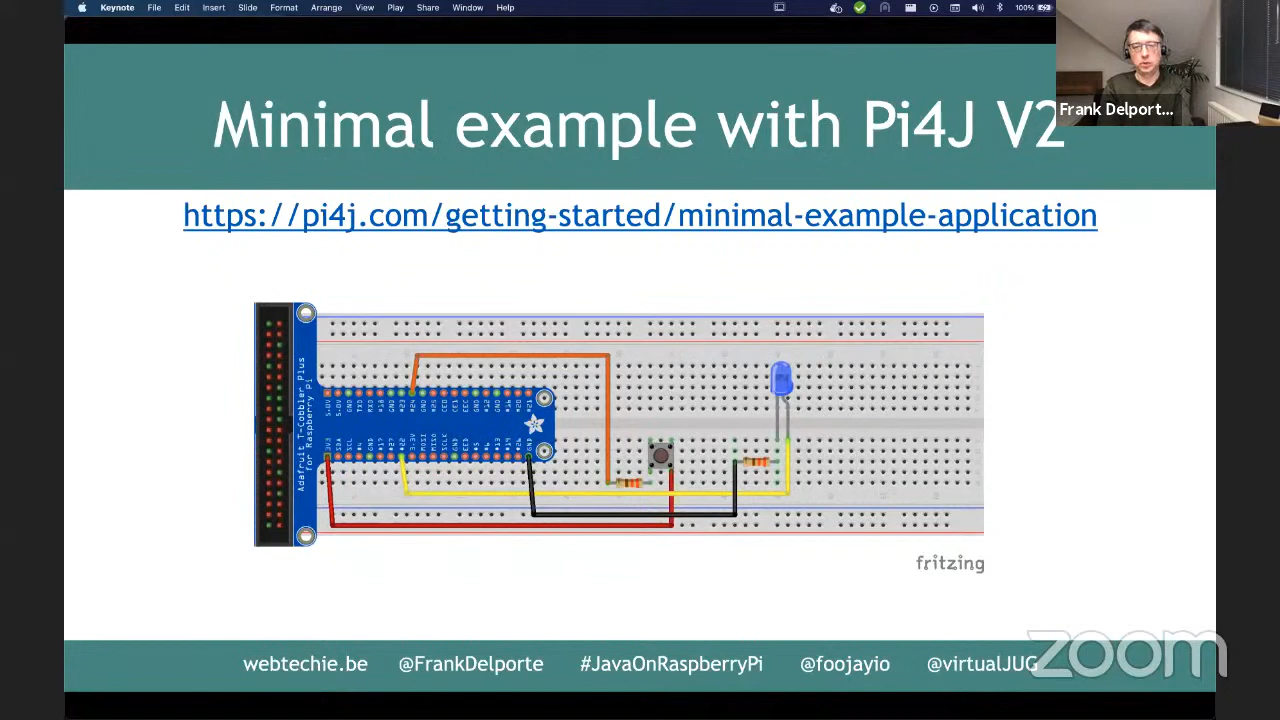 Keynote File Edit Insert Slide Format Arrange View Play Share Window Help
100%
Minimal example with Pi4J V2
Frank Delport...
https://pi4j.com/getting-started/minimal-example-application
Adafruit T-Cobbler Plus
for Raspberry Pi
fritzing
webtechie.be @FrankDelporte #JavaOnRaspberryPi @foojayio @virtualJUG
zoom